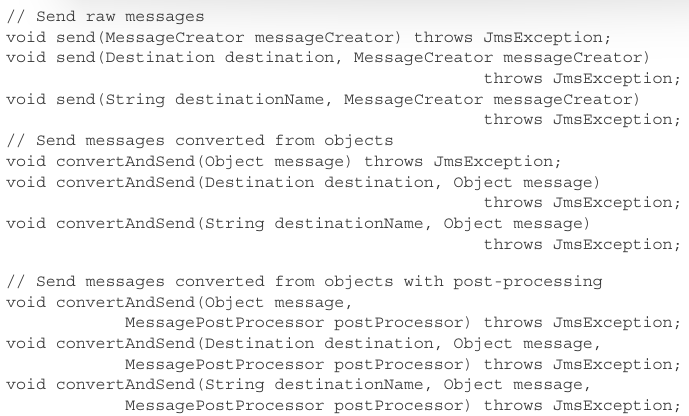 // Send raw messages
void send(MessageCreator messageCreator) throws JmsException;
void send(Destination destination, MessageCreator messageCreator)
                                                throws JmsException;
void send(String destinationName, MessageCreator messageCreator)
                                                throws JmsException;
// Send messages converted from objects
void convertAndSend(Object message) throws JmsException;
void convertAndSend(Destination destination, Object message)
                                                throws JmsException;
void convertAndSend(String destinationName, Object message)
                                                throws JmsException;

// Send messages converted from objects with post-processing
void convertAndSend(Object message,
            MessagePostProcessor postProcessor) throws JmsException;
void convertAndSend(Destination destination, Object message,
            MessagePostProcessor postProcessor) throws JmsException;
void convertAndSend(String destinationName, Object message,
            MessagePostProcessor postProcessor) throws JmsException;